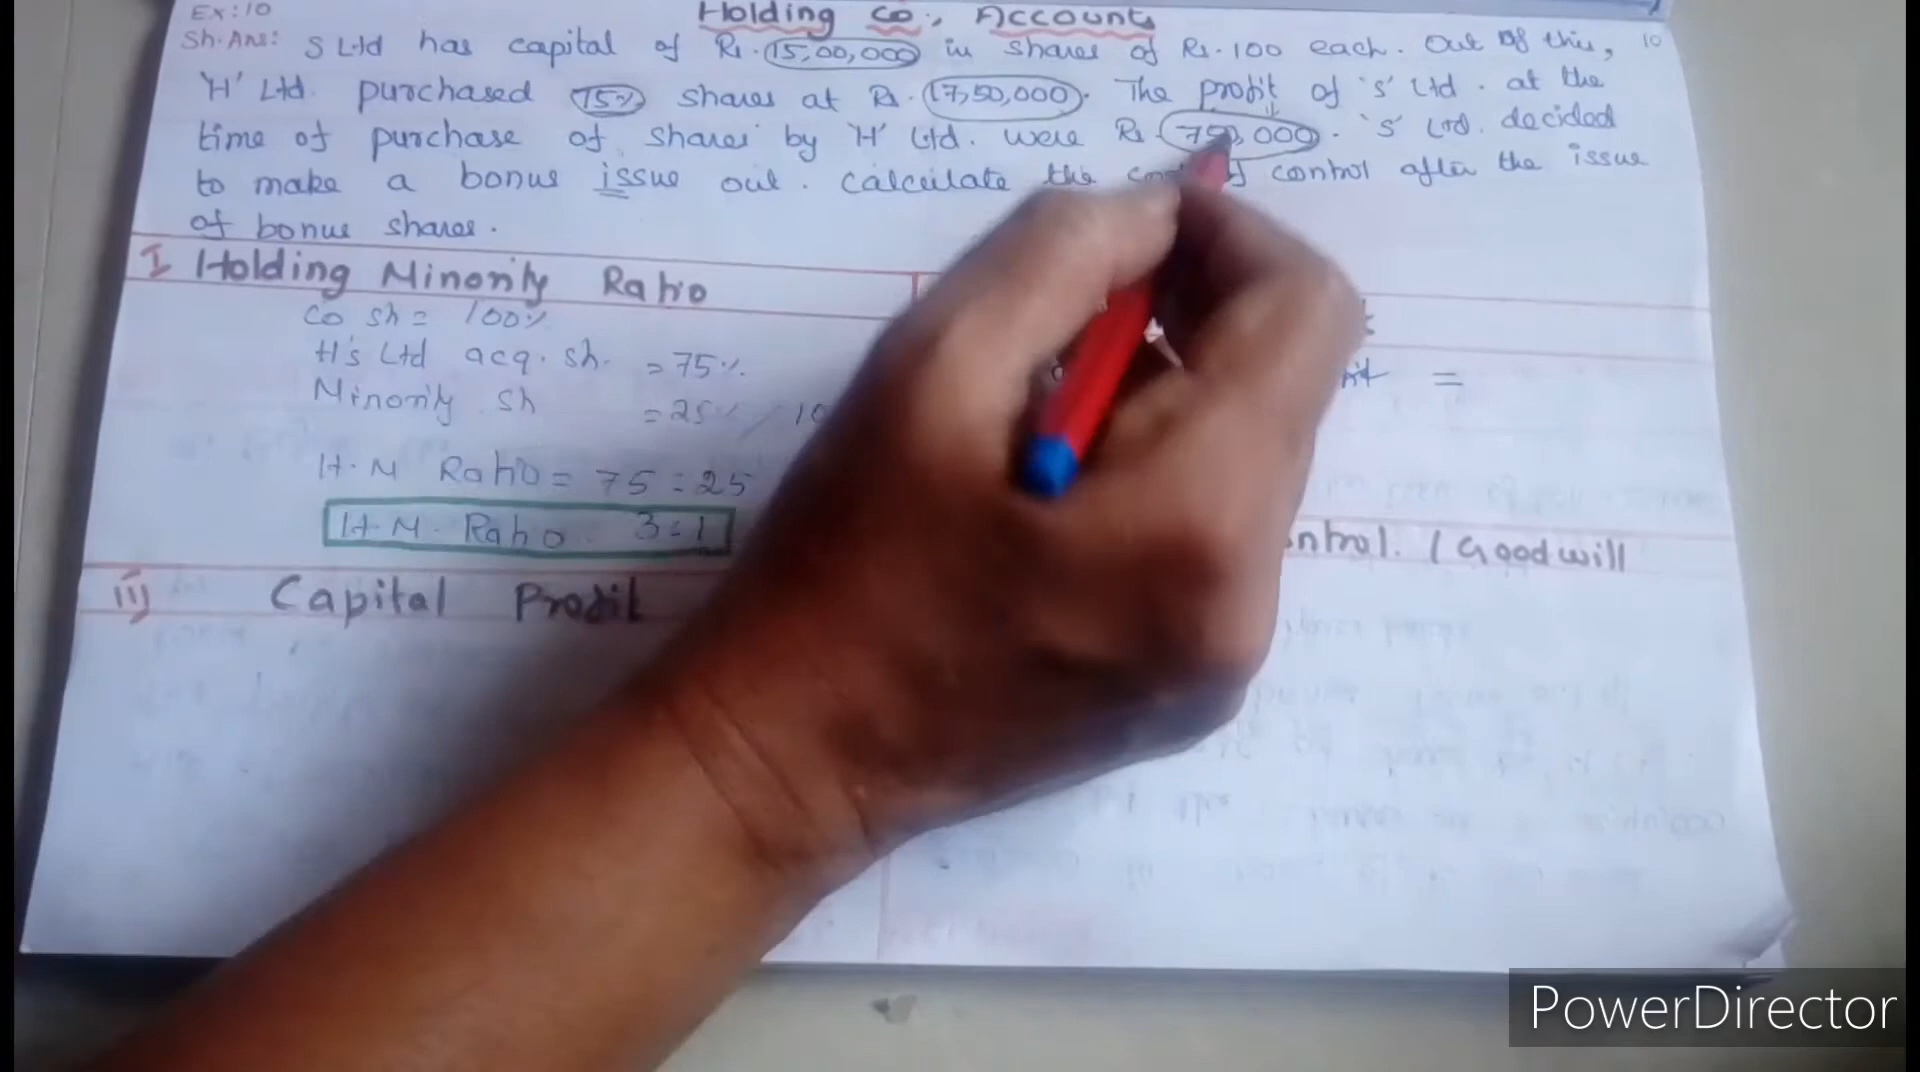 Ex:10
Holding Co., Accounts
Sh.Ans: S Ltd has capital of Rs. 15,00,000 in shares of Rs.100 each. Out of this, 10
'H' Ltd. purchased 75% shares at Rs. 17,50,000. The profit of 'S' Ltd. at the
time of purchase of shares by 'H' Ltd. were Rs. 000. 'S' Ltd. decided
to make a bonus issue out. Calculate the control after the issue
of bonus shares.
I Holding Minority Ratio
Co sh = 100%
H's Ltd acq. sh. = 75%
Minority sh = 25%
H.M Ratio = 75:25
H.M. Ratio 3:1
ii) Capital Profit
=
ntrol. / Goodwill
PowerDirector